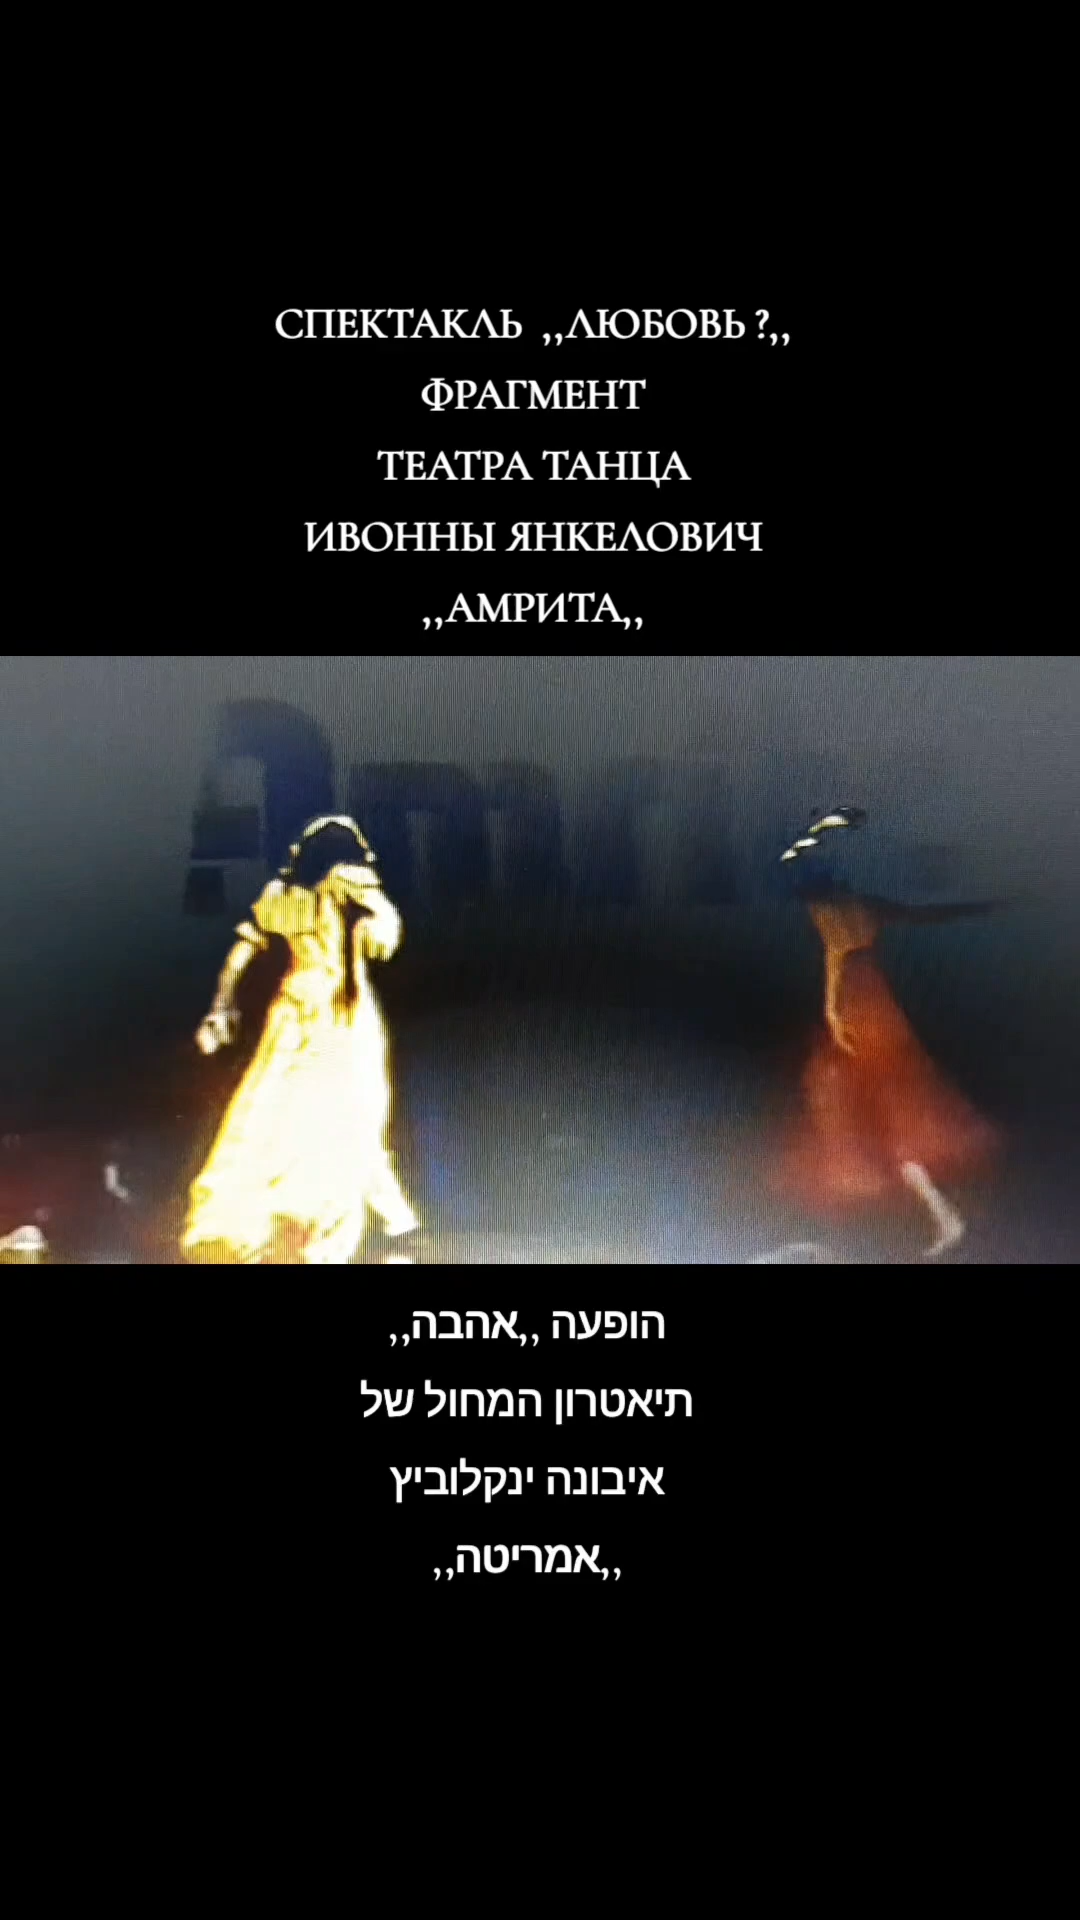 СПЕКТАКЛЬ ,,ЛЮБОВЬ ?,,
ФРАГМЕНТ
ТЕАТРА ТАНЦА
ИВОННЫ ЯНКЕЛОВИЧ
,,АМРИТА,,
הופעה ,,אהבה,,
תיאטרון המחול של
איבונה ינקלוביץ
,,אמריטה,,